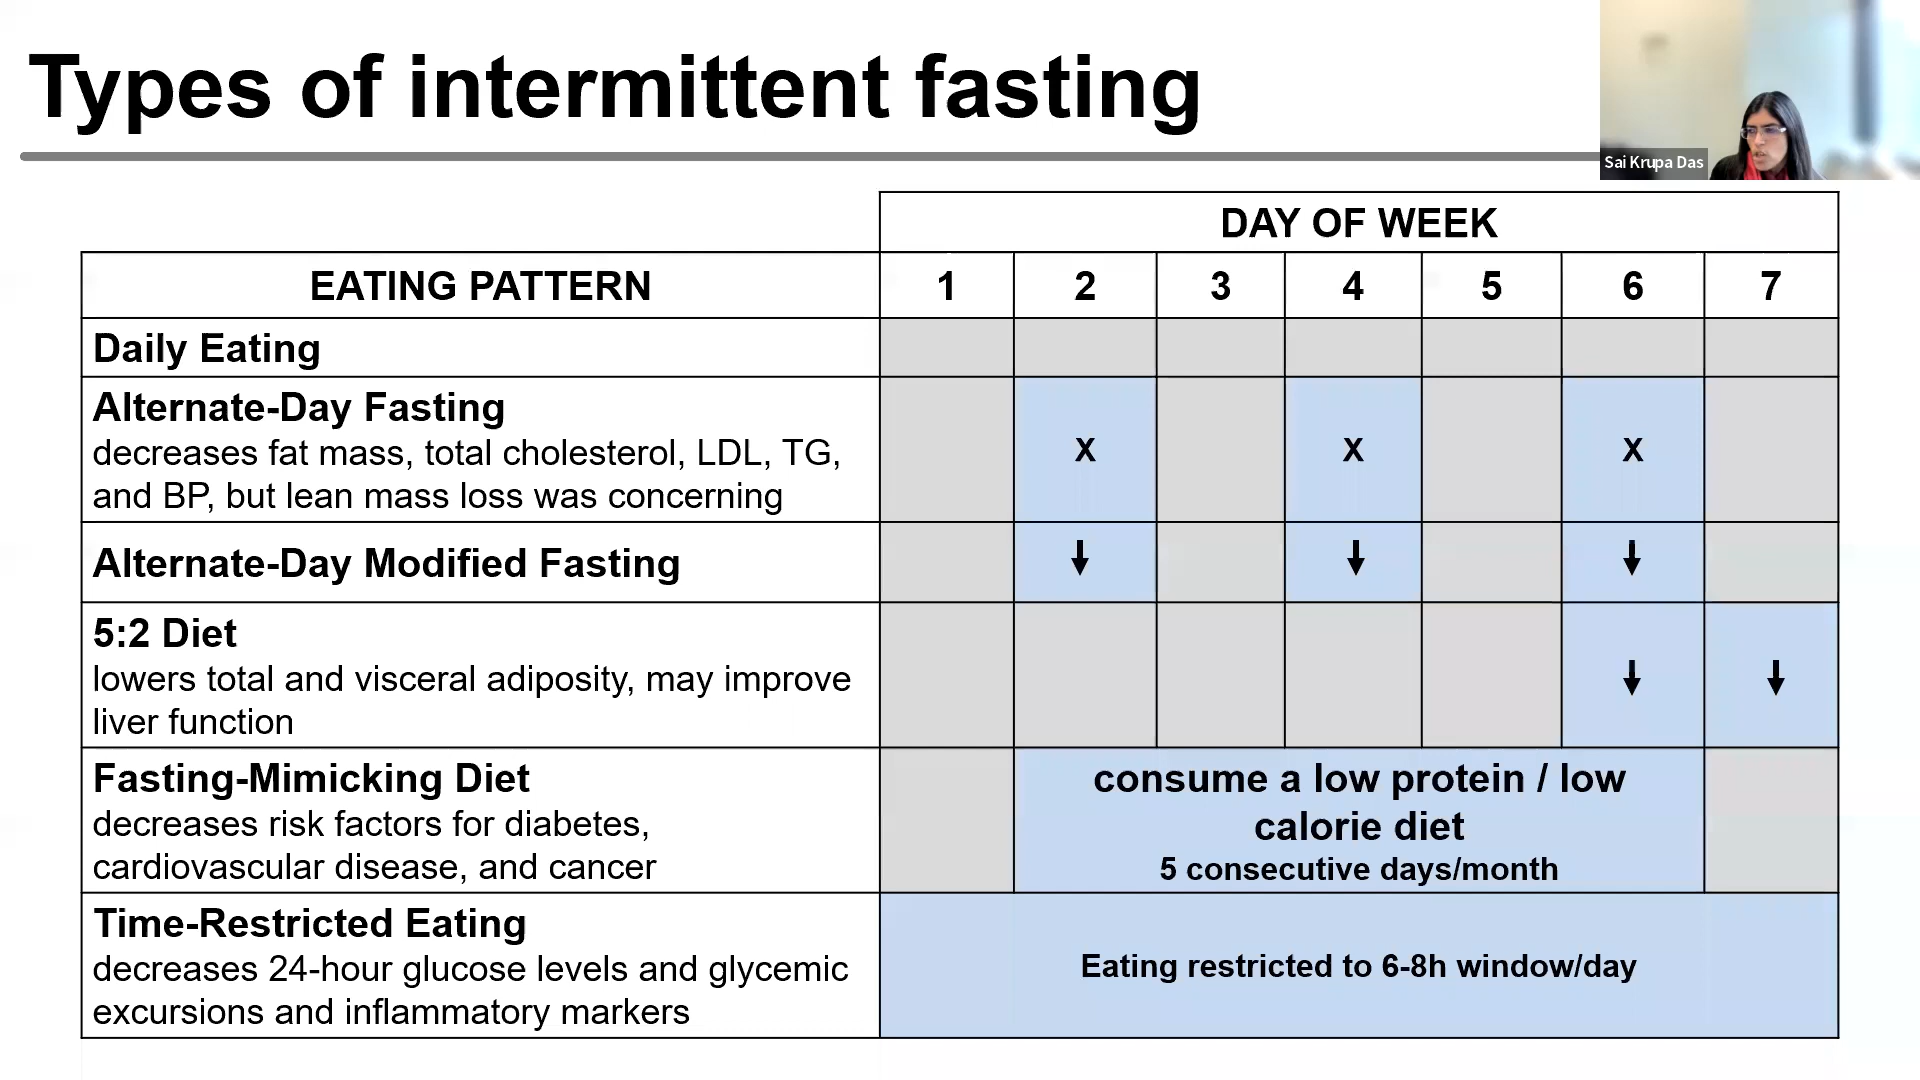 Types of intermittent fasting
Sai Krupa Das
DAY OF WEEK
EATING PATTERN 1 2 3 4 5 6 7
Daily Eating
Alternate-Day Fasting
decreases fat mass, total cholesterol, LDL, TG,
and BP, but lean mass loss was concerning
X X X
Alternate-Day Modified Fasting
↓ ↓ ↓
5:2 Diet
lowers total and visceral adiposity, may improve
liver function
↓ ↓
Fasting-Mimicking Diet
decreases risk factors for diabetes,
cardiovascular disease, and cancer
consume a low protein / low
calorie diet
5 consecutive days/month
Time-Restricted Eating
decreases 24-hour glucose levels and glycemic
excursions and inflammatory markers
Eating restricted to 6-8h window/day